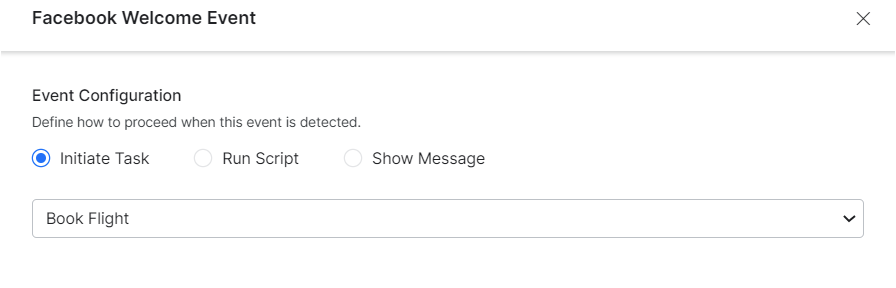 Facebook Welcome Event
Event Configuration
Define how to proceed when this event is detected.
Initiate Task Run Script Show Message
Book Flight